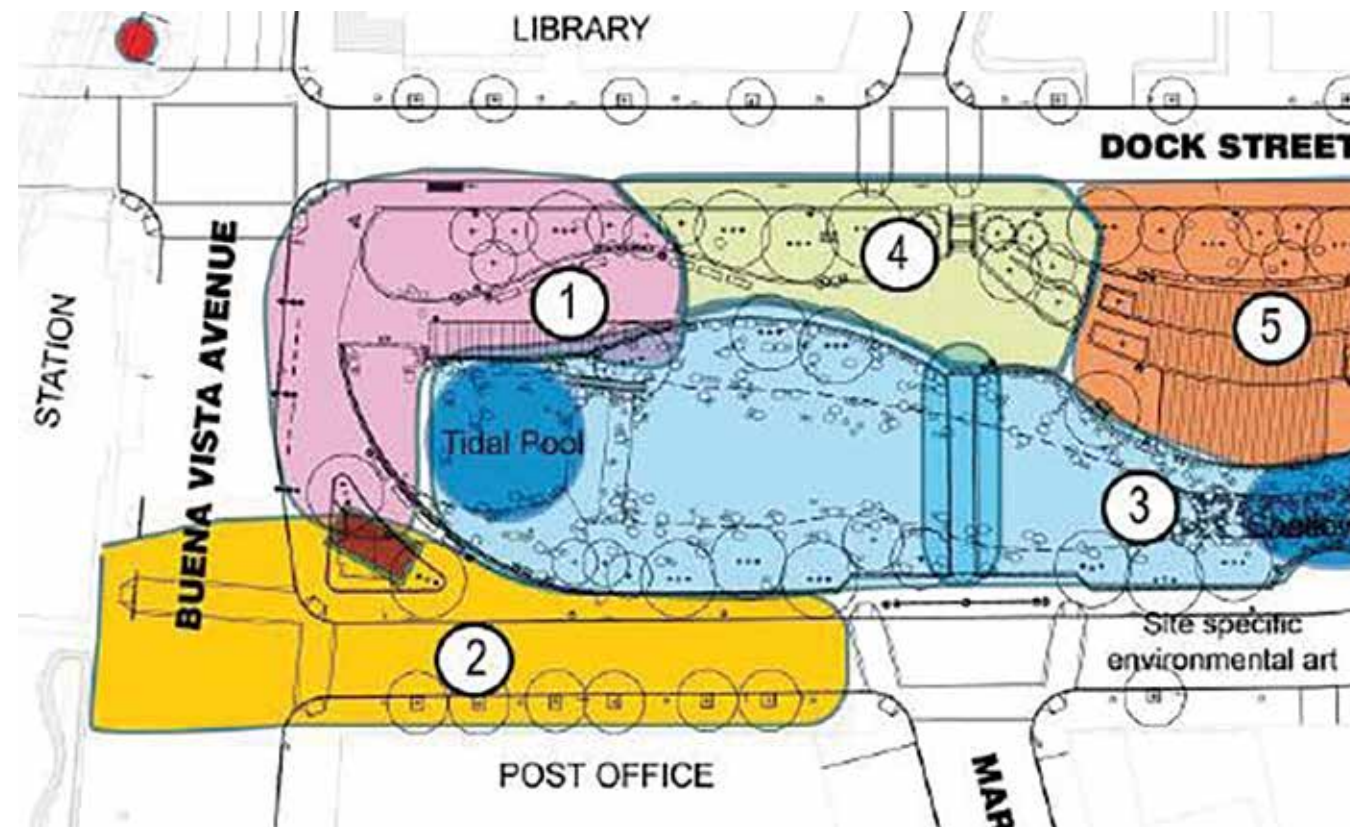 LIBRARY
DOCK STREET
4
1
5
STATION
BUENA VISTA AVENUE
Tidal Pool
3
Site specific
environmental art
2
POST OFFICE
MAR